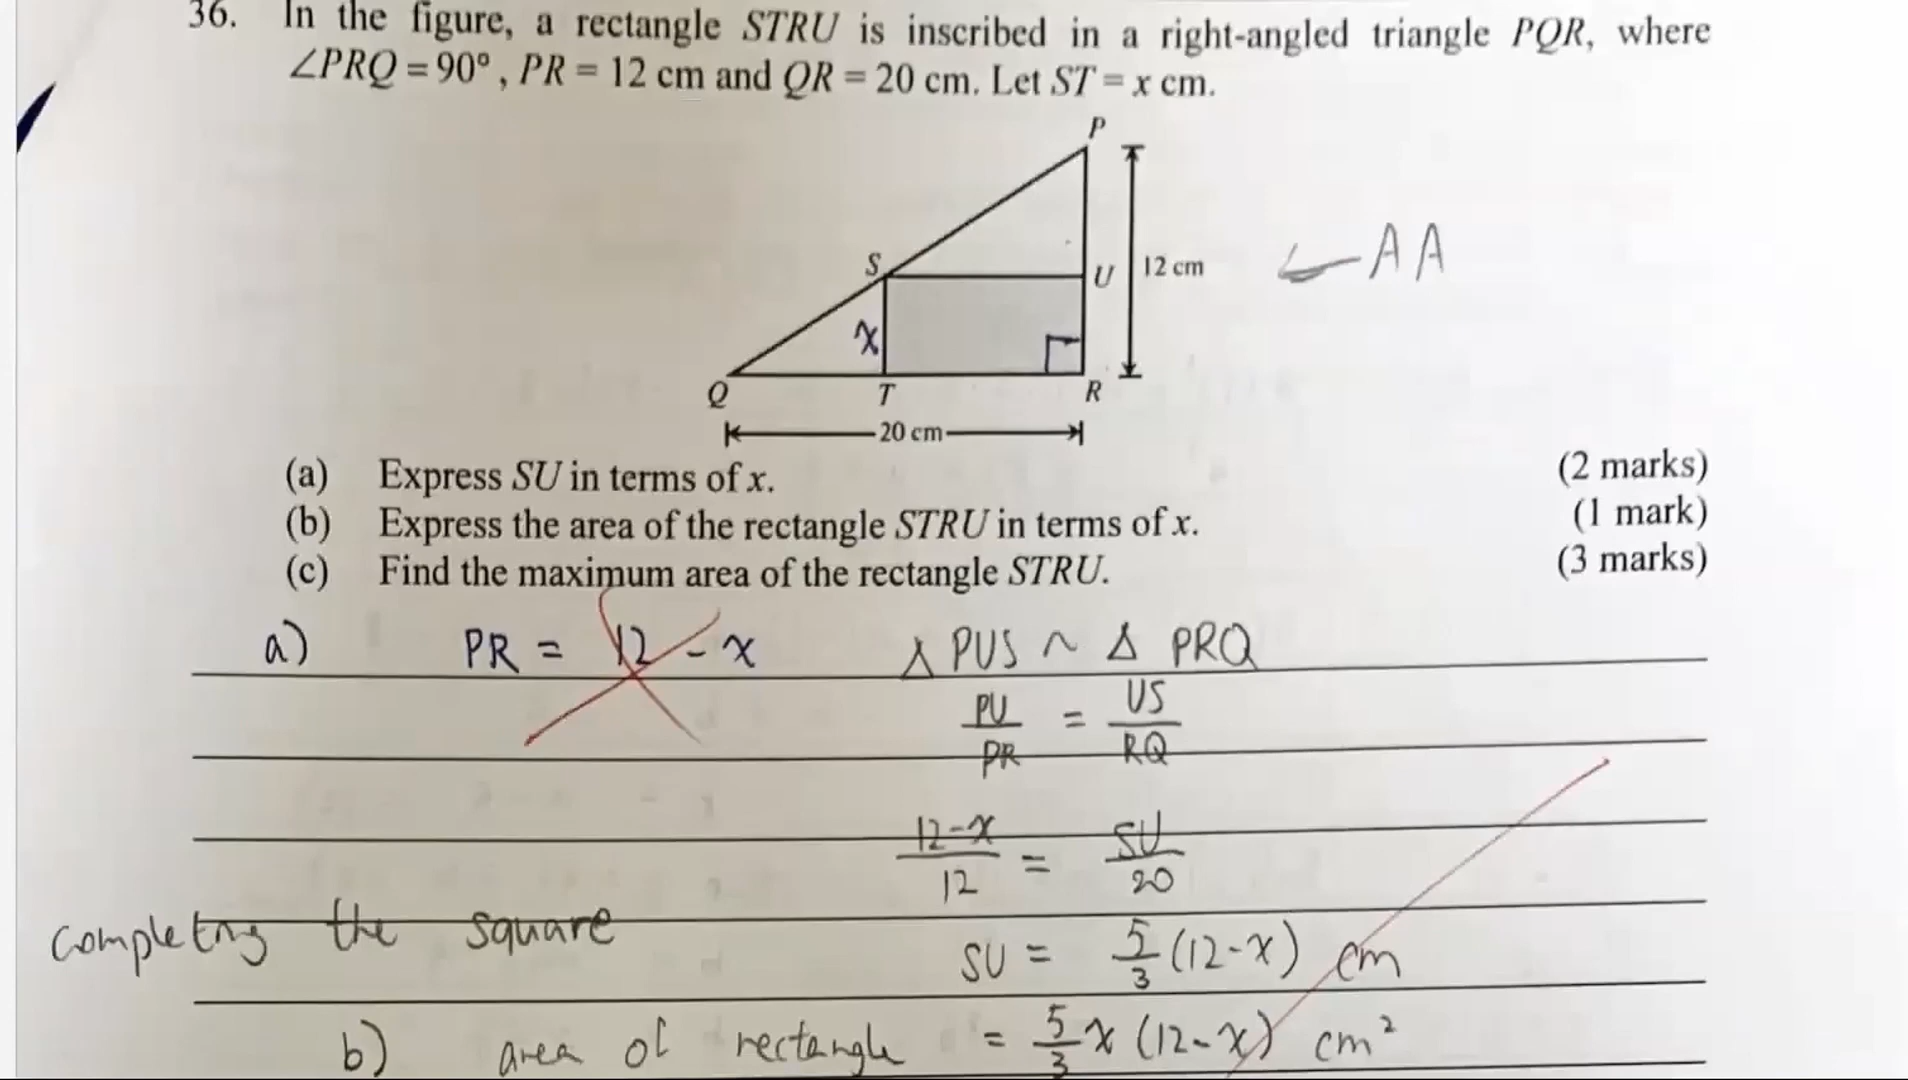 36. In the figure, a rectangle STRU is inscribed in a right-angled triangle PQR, where
∠PRQ = 90°, PR = 12 cm and QR = 20 cm. Let ST = x cm.
P
S
U
12 cm
AA
x
Q
T
R
20 cm
(a) Express SU in terms of x. (2 marks)
(b) Express the area of the rectangle STRU in terms of x. (1 mark)
(c) Find the maximum area of the rectangle STRU. (3 marks)
a) PR = 12 - x Δ PUS ~ Δ PRQ
PU/PR = US/RQ
12-x/12 = SU/20
completing the square
SU = 5/3 (12-x) cm
b) area of rectangle = 5/3 x (12-x) cm²